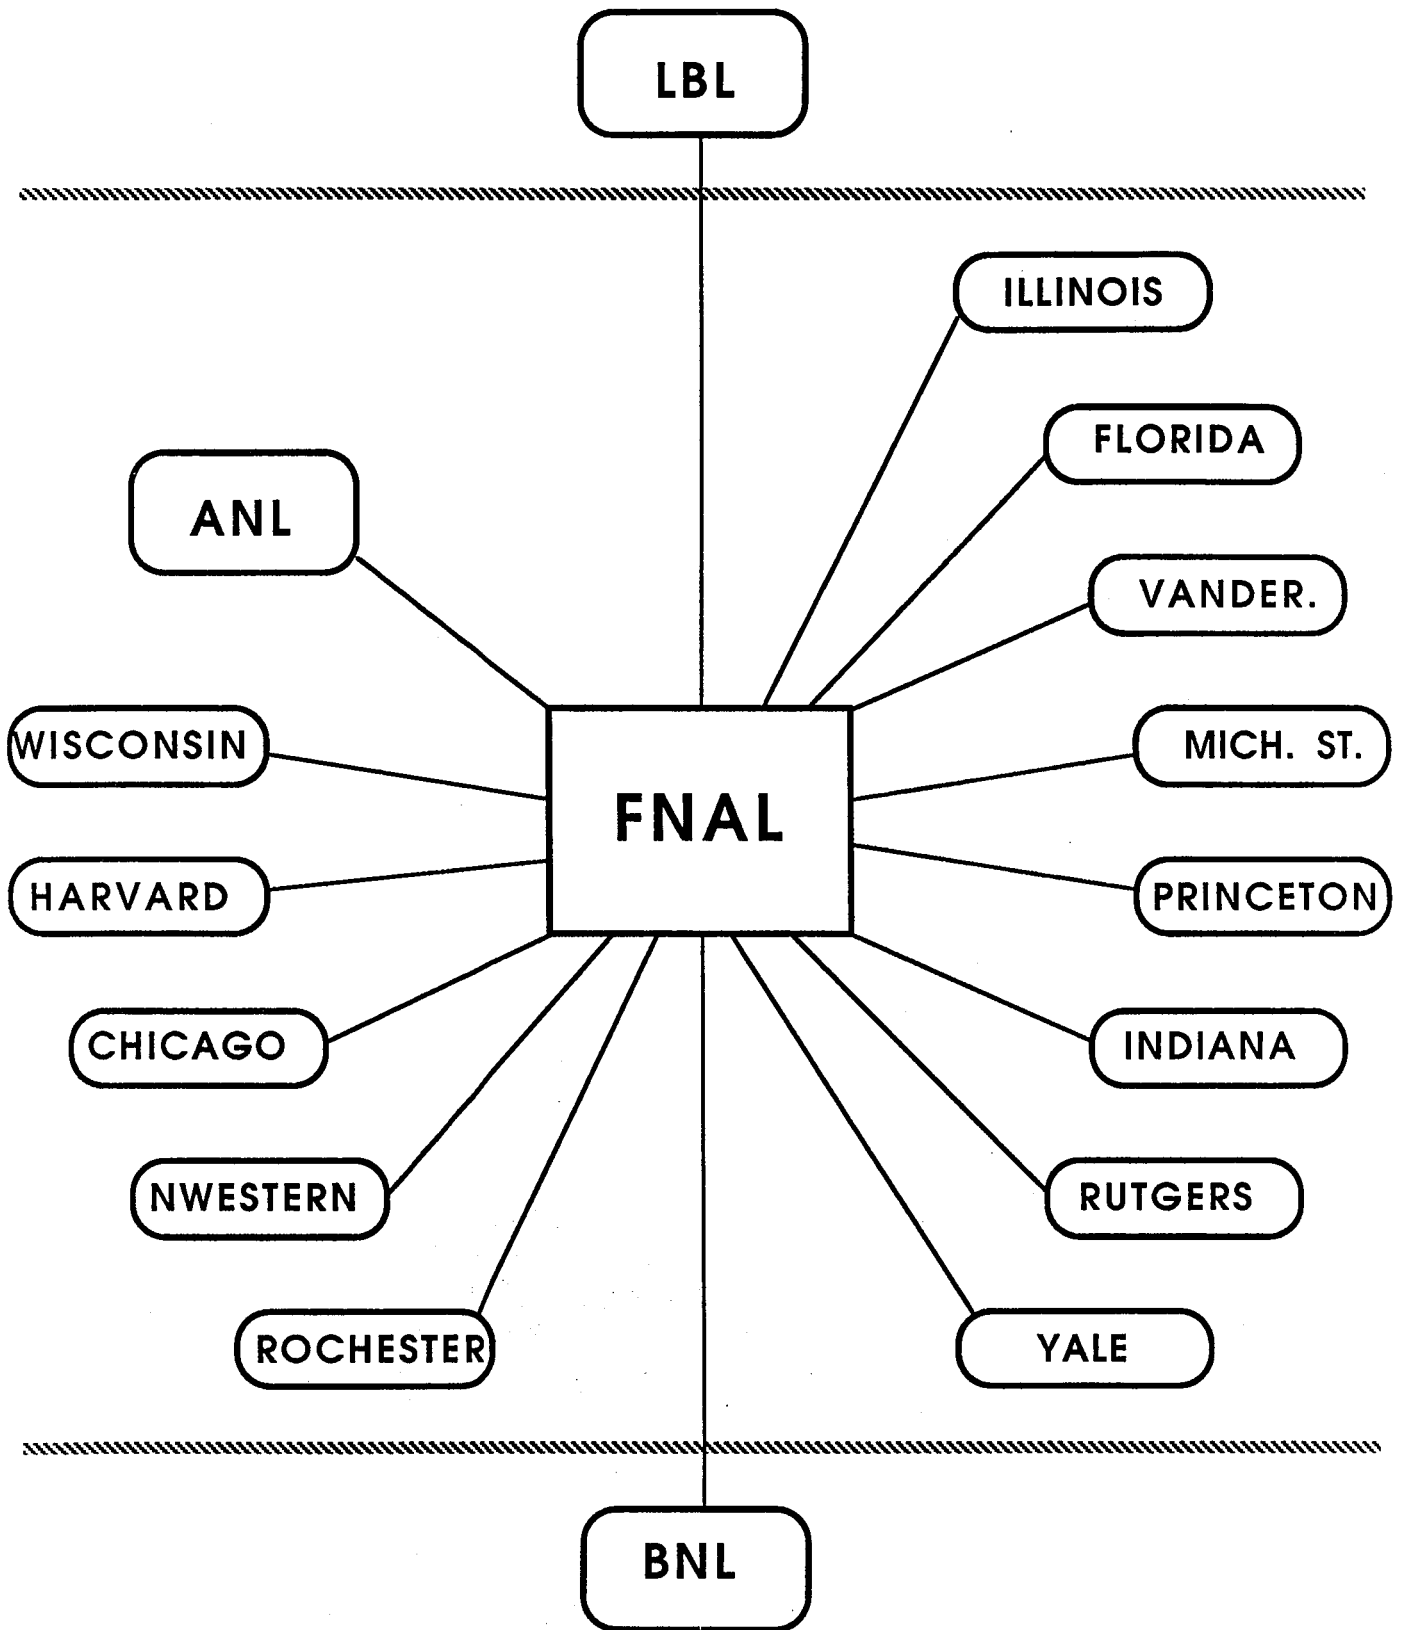 LBL
ILLINOIS
FLORIDA
ANL
VANDER.
WISCONSIN
MICH. ST.
FNAL
HARVARD
PRINCETON
CHICAGO
INDIANA
NWESTERN
RUTGERS
ROCHESTER
YALE
BNL